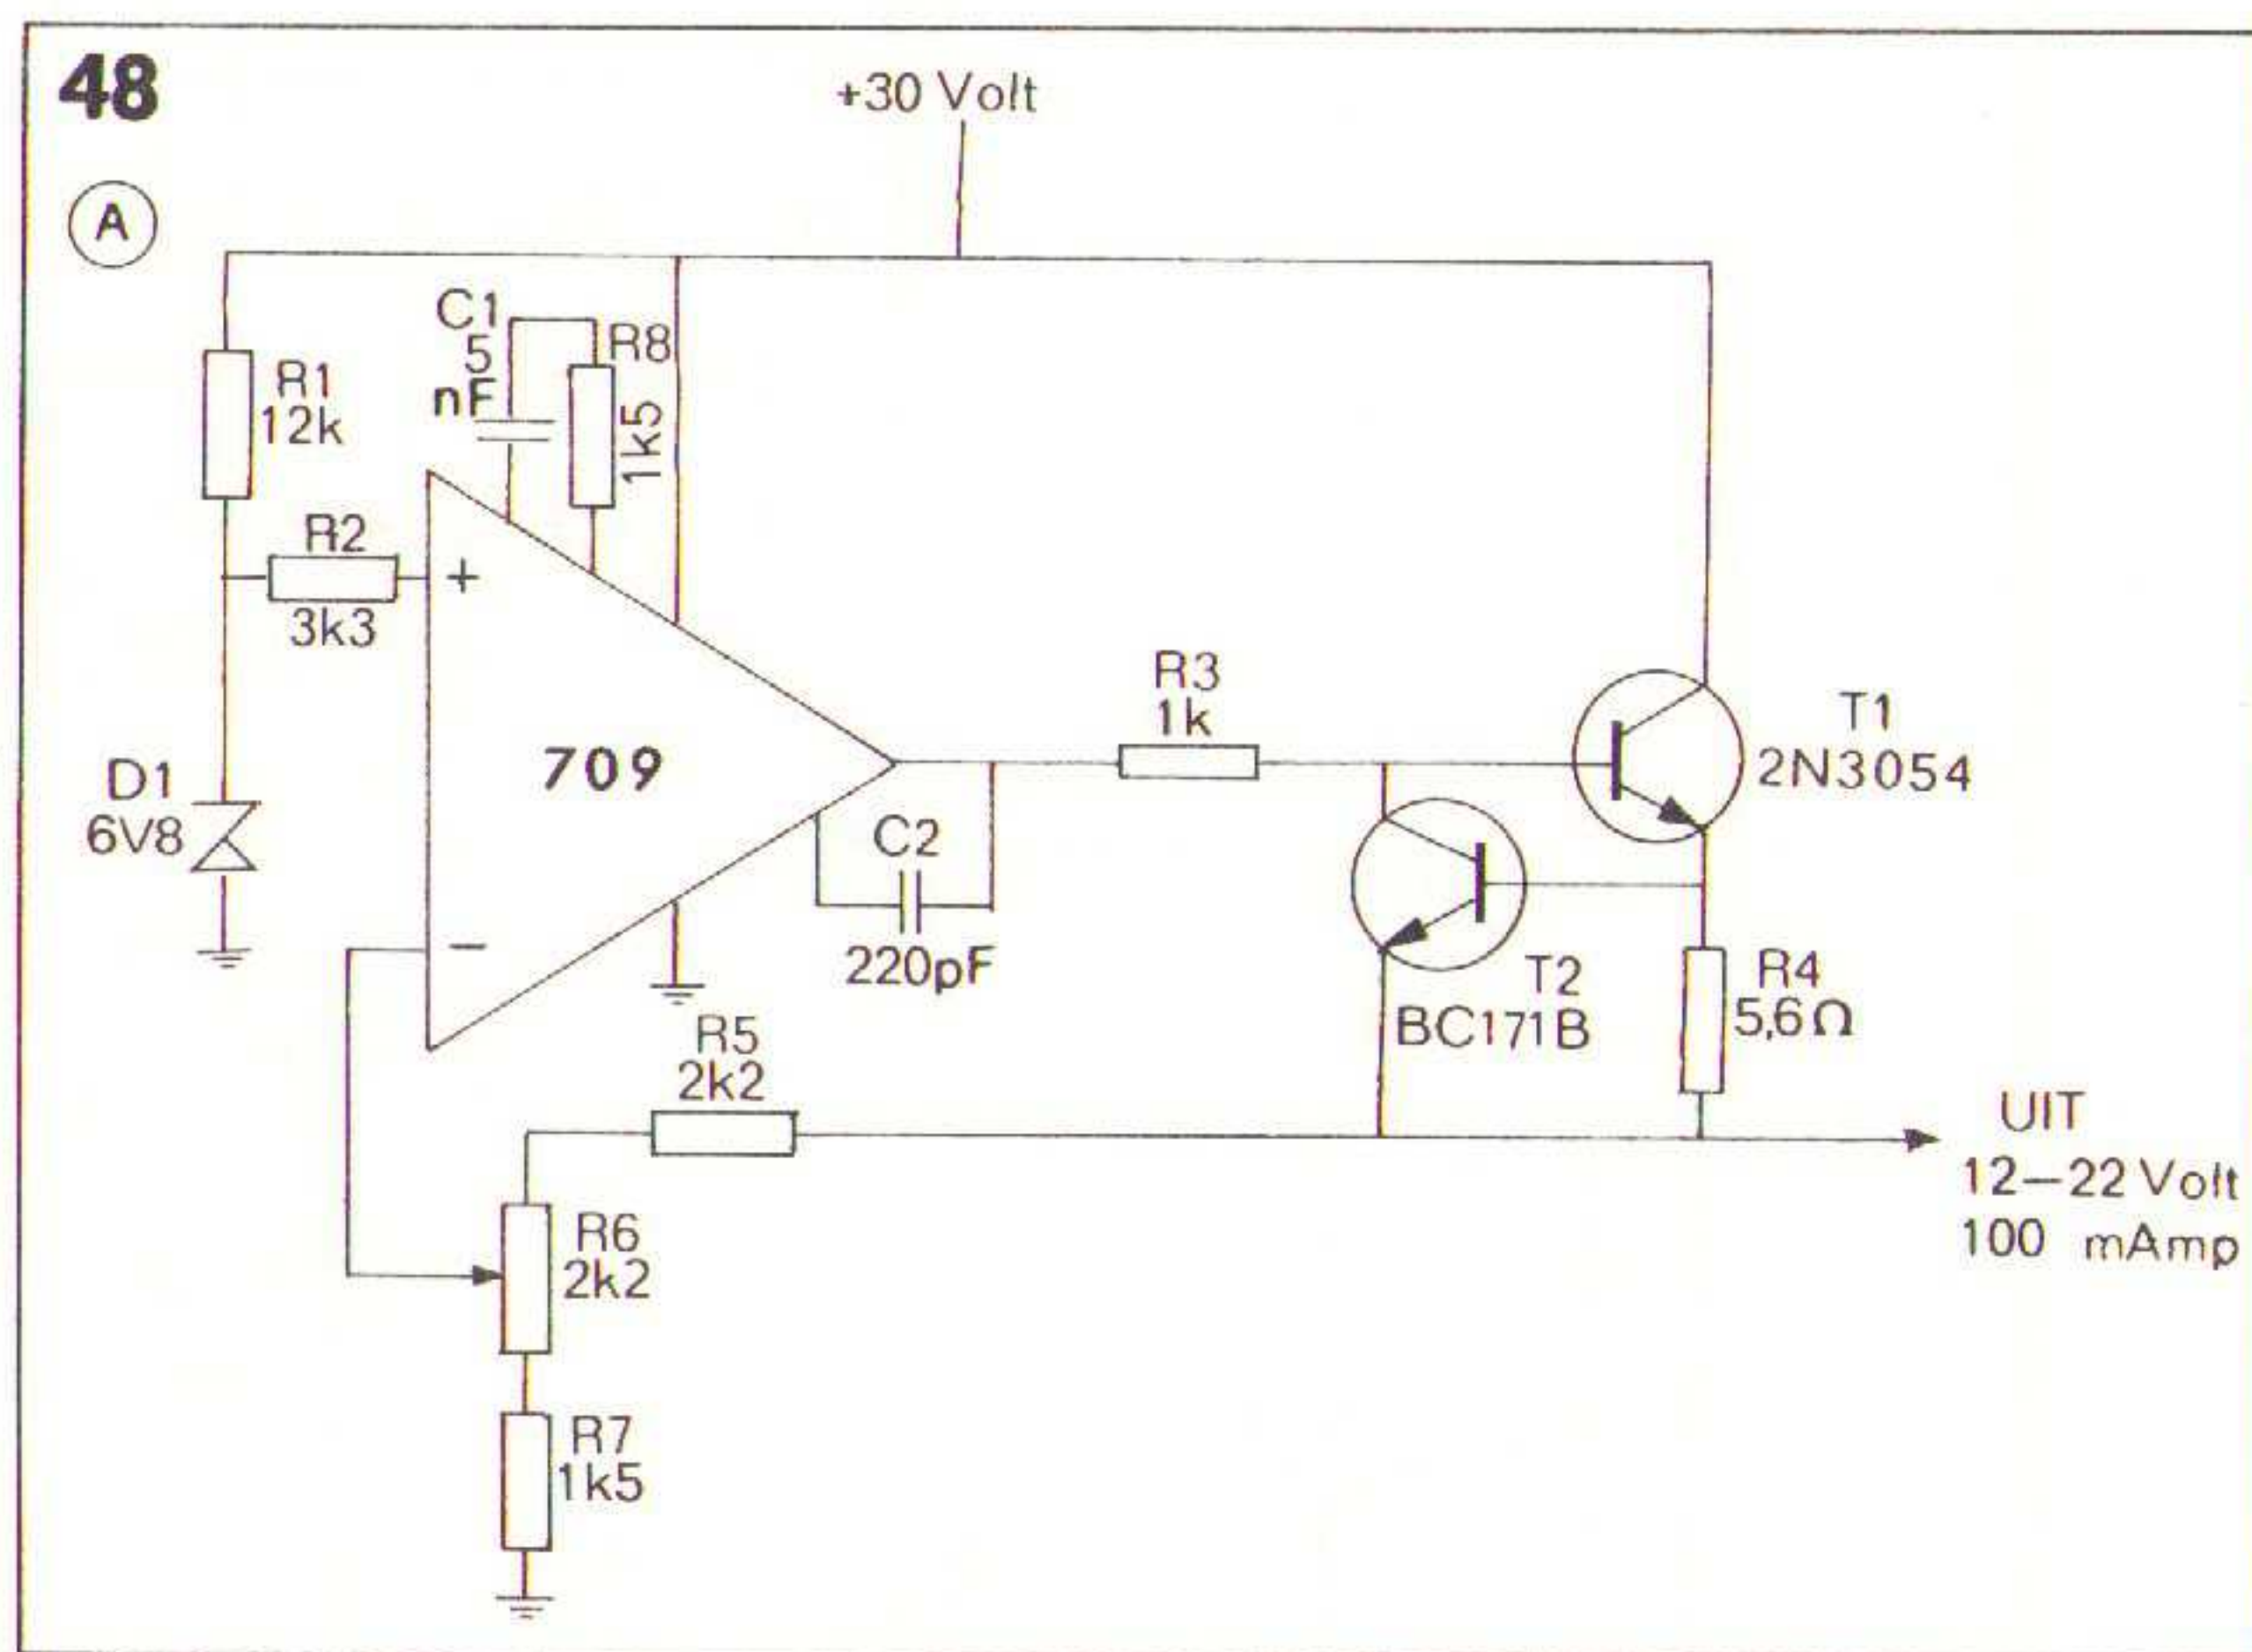 48
A
+30 Volt
C1
5
nF
R8
1k5
R1
12k
R2
3k3
+
709
R3
1k
T1
2N3054
D1
6V8
C2
220pF
−
T2
BC171B
R4
5,6Ω
R5
2k2
UIT
12—22 Volt
100 mAmp
R6
2k2
R7
1k5